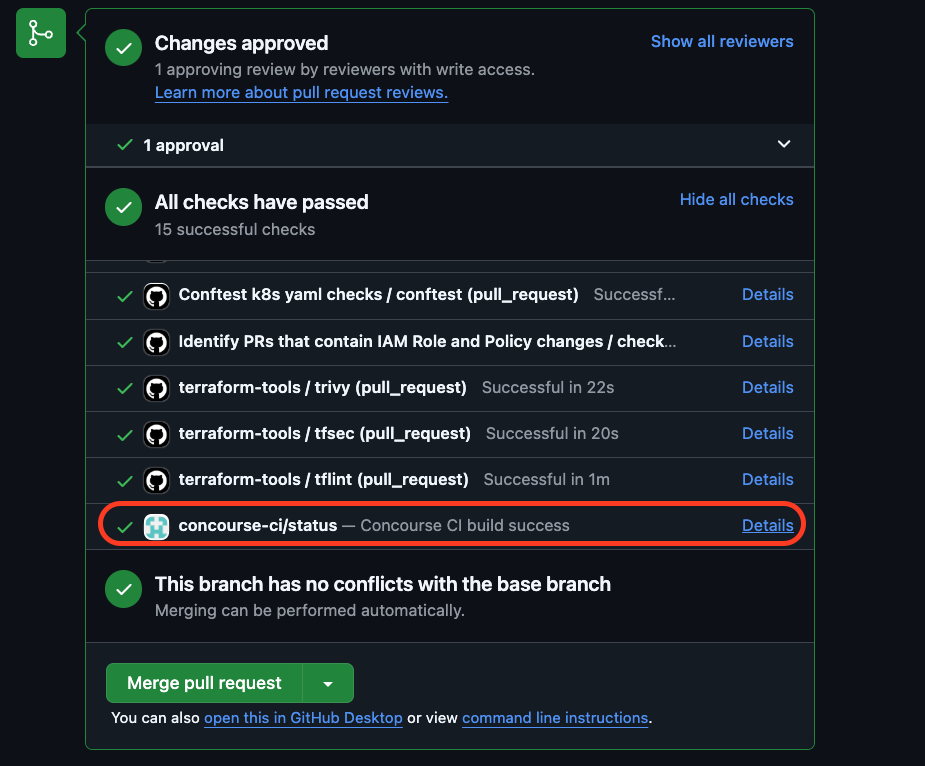 Changes approved
Show all reviewers
1 approving review by reviewers with write access.
Learn more about pull request reviews.
1 approval
All checks have passed
Hide all checks
15 successful checks
Conftest k8s yaml checks / conftest (pull_request) Successf... Details
Identify PRs that contain IAM Role and Policy changes / check... Details
terraform-tools / trivy (pull_request) Successful in 22s Details
terraform-tools / tfsec (pull_request) Successful in 20s Details
terraform-tools / tflint (pull_request) Successful in 1m Details
concourse-ci/status — Concourse CI build success Details
This branch has no conflicts with the base branch
Merging can be performed automatically.
Merge pull request
You can also open this in GitHub Desktop or view command line instructions.